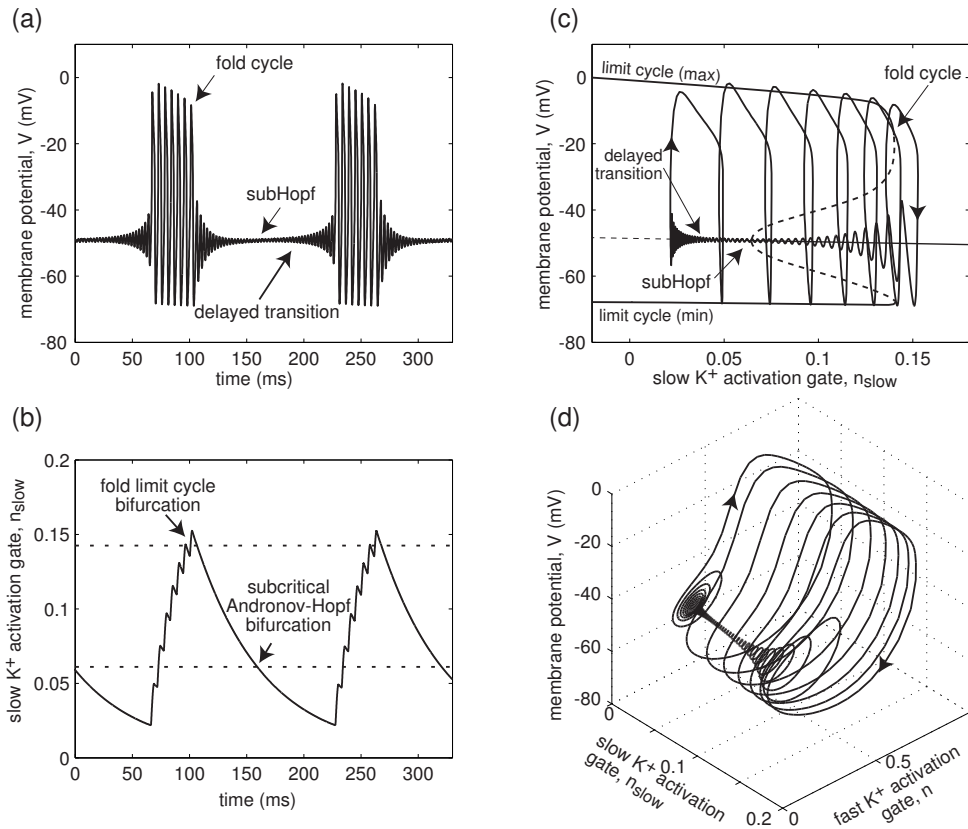 (a)
0
-20
-40
-60
-80
membrane potential, V (mV)
fold cycle
subHopf
delayed transition
0 50 100 150 200 250 300
time (ms)
(c)
0
-20
-40
-60
-80
membrane potential, V (mV)
limit cycle (max)
fold cycle
delayed
transition
subHopf
limit cycle (min)
0 0.05 0.1 0.15
slow K+ activation gate, nslow
(b)
0.2
0.15
0.1
0.05
0
slow K+ activation gate, nslow
fold limit cycle
bifurcation
subcritical
Andronov-Hopf
bifurcation
0 50 100 150 200 250 300
time (ms)
(d)
0
-20
-40
-60
-80
membrane potential, V (mV)
0
0.1
0.2
slow K+ activation
gate, nslow
0
0.5
fast K+ activation
gate, n